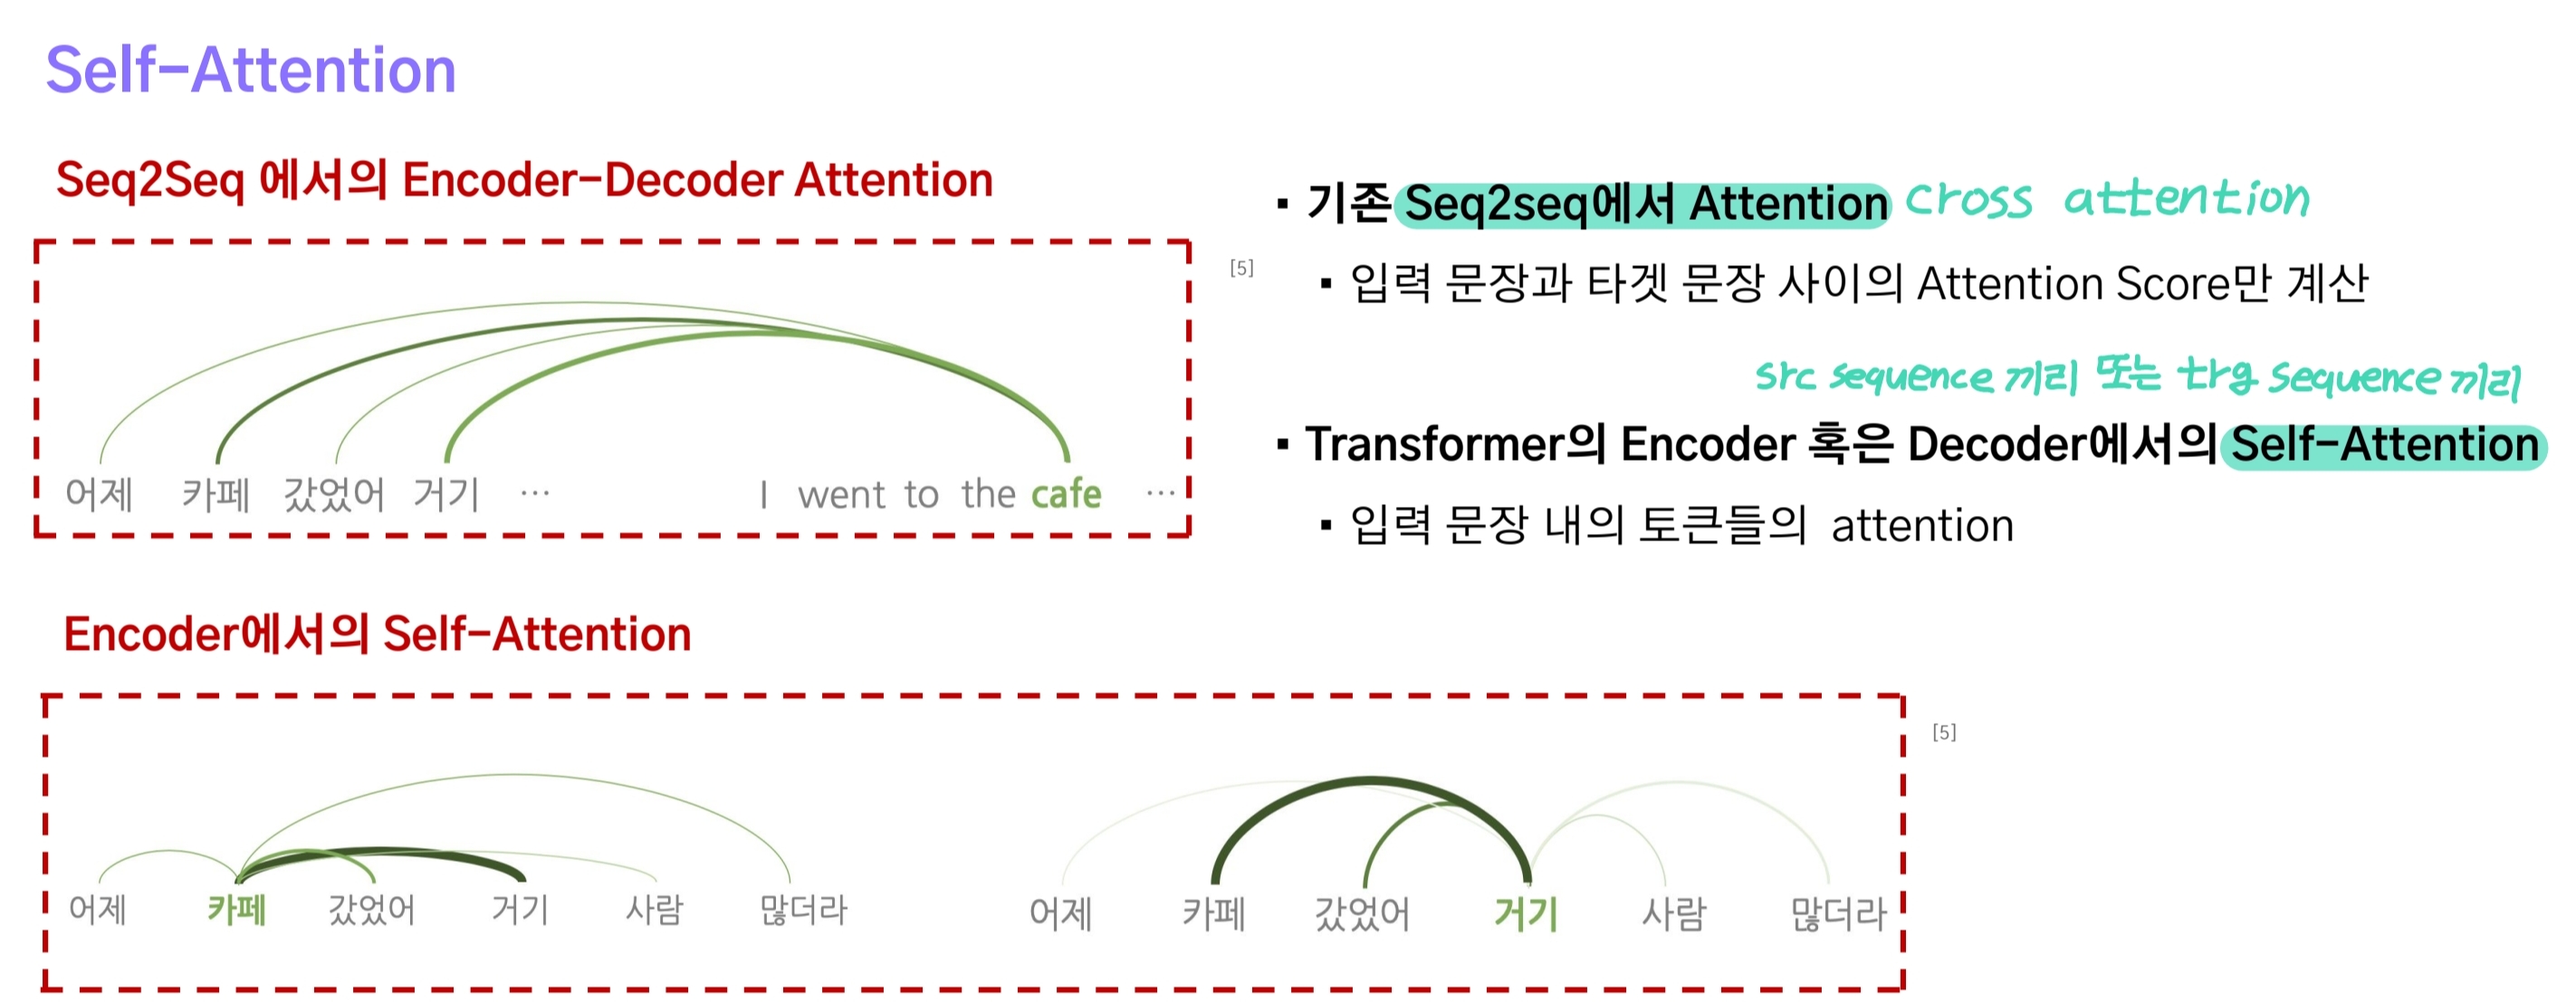 Self-Attention
Seq2Seq 에서의 Encoder-Decoder Attention
[5]
어제 카페 갔었어 거기 ··· I went to the cafe ···
▪ 기존 Seq2seq에서 Attention cross attention
▪ 입력 문장과 타겟 문장 사이의 Attention Score만 계산
src sequence 끼리 또는 trg sequence 끼리
▪ Transformer의 Encoder 혹은 Decoder에서의 Self-Attention
▪ 입력 문장 내의 토큰들의 attention
Encoder에서의 Self-Attention
[5]
어제 카페 갔었어 거기 사람 많더라
어제 카페 갔었어 거기 사람 많더라